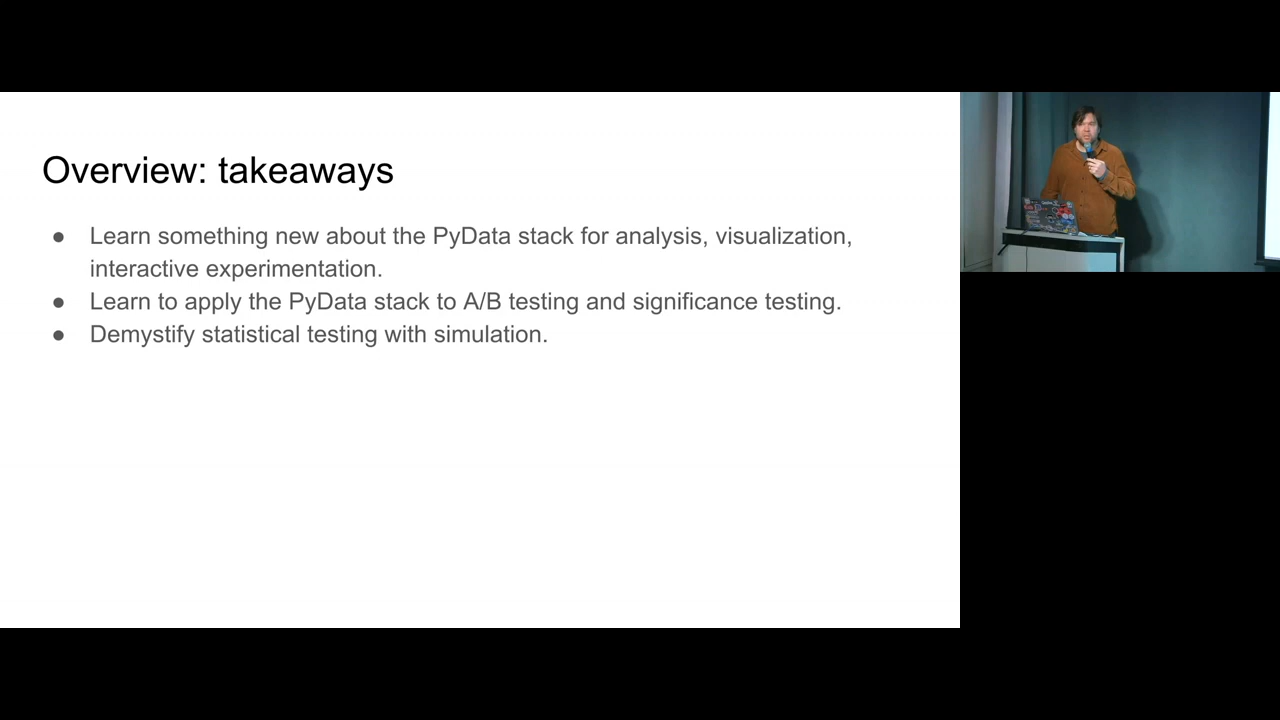 Overview: takeaways
● Learn something new about the PyData stack for analysis, visualization,
interactive experimentation.
● Learn to apply the PyData stack to A/B testing and significance testing.
● Demystify statistical testing with simulation.